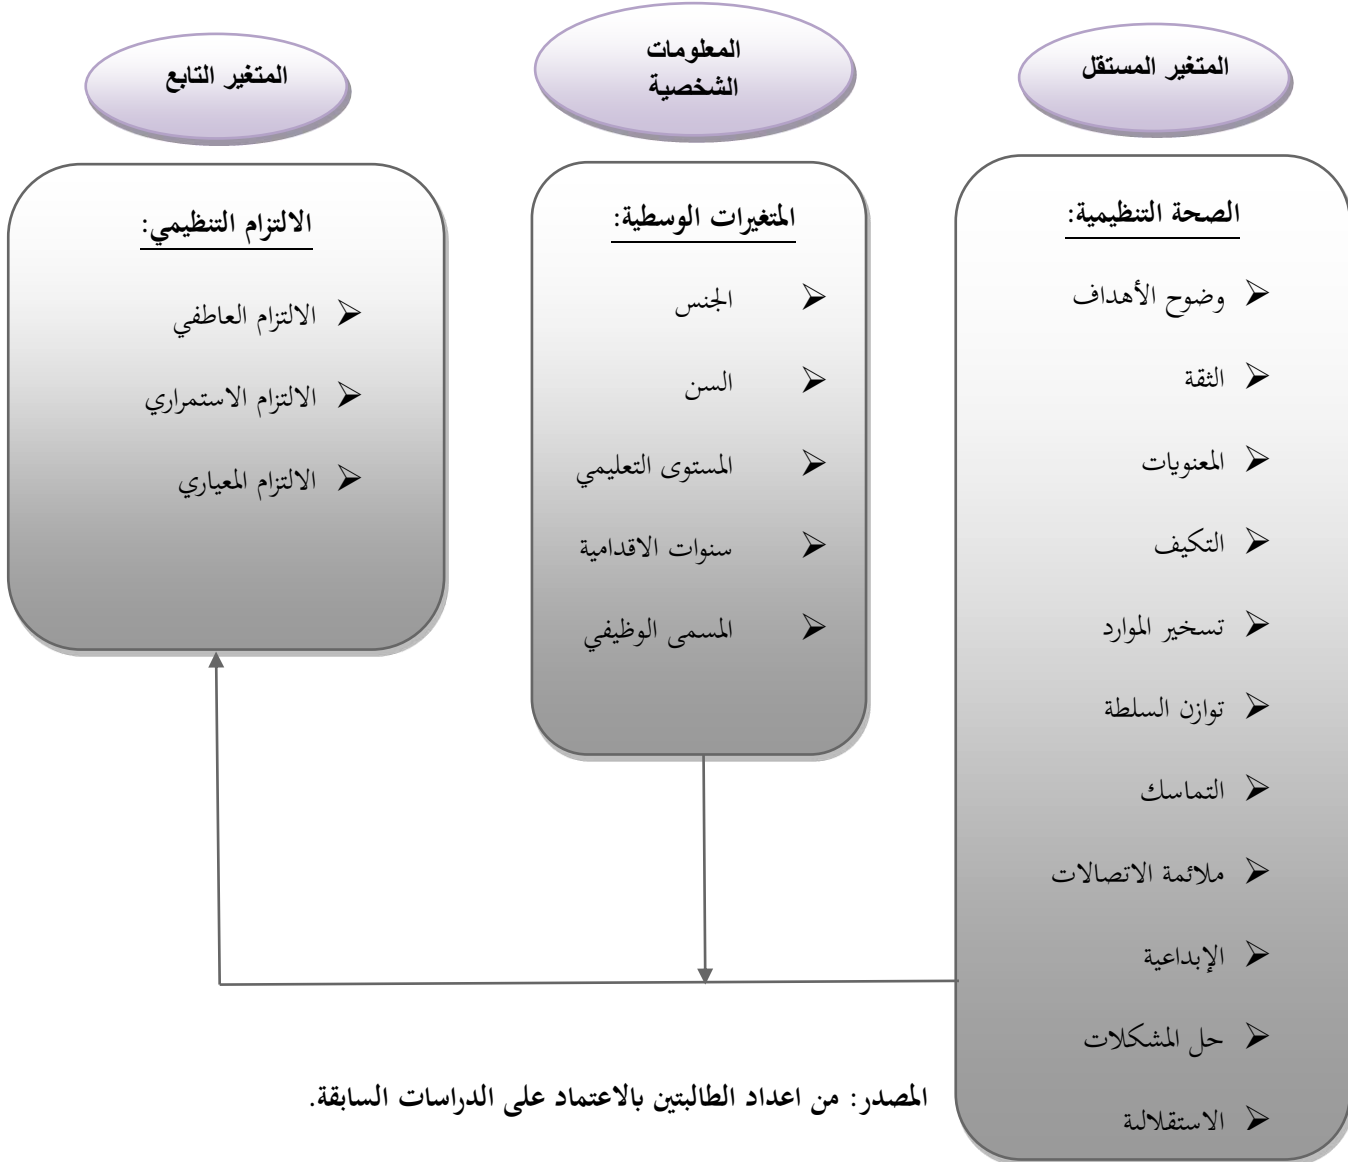 المتغير المستقل
الصحة التنظيمية:
وضوح الأهداف
الثقة
المعنويات
التكيف
تسخير الموارد
توازن السلطة
التماسك
ملائمة الاتصالات
الإبداعية
حل المشكلات
الاستقلالية
المعلومات
الشخصية
المتغيرات الوسطية:
الجنس
السن
المستوى التعليمي
سنوات الاقدامية
المسمى الوظيفي
المتغير التابع
الالتزام التنظيمي:
الالتزام العاطفي
الالتزام الاستمراري
الالتزام المعياري
المصدر: من اعداد الطالبتين بالاعتماد على الدراسات السابقة.